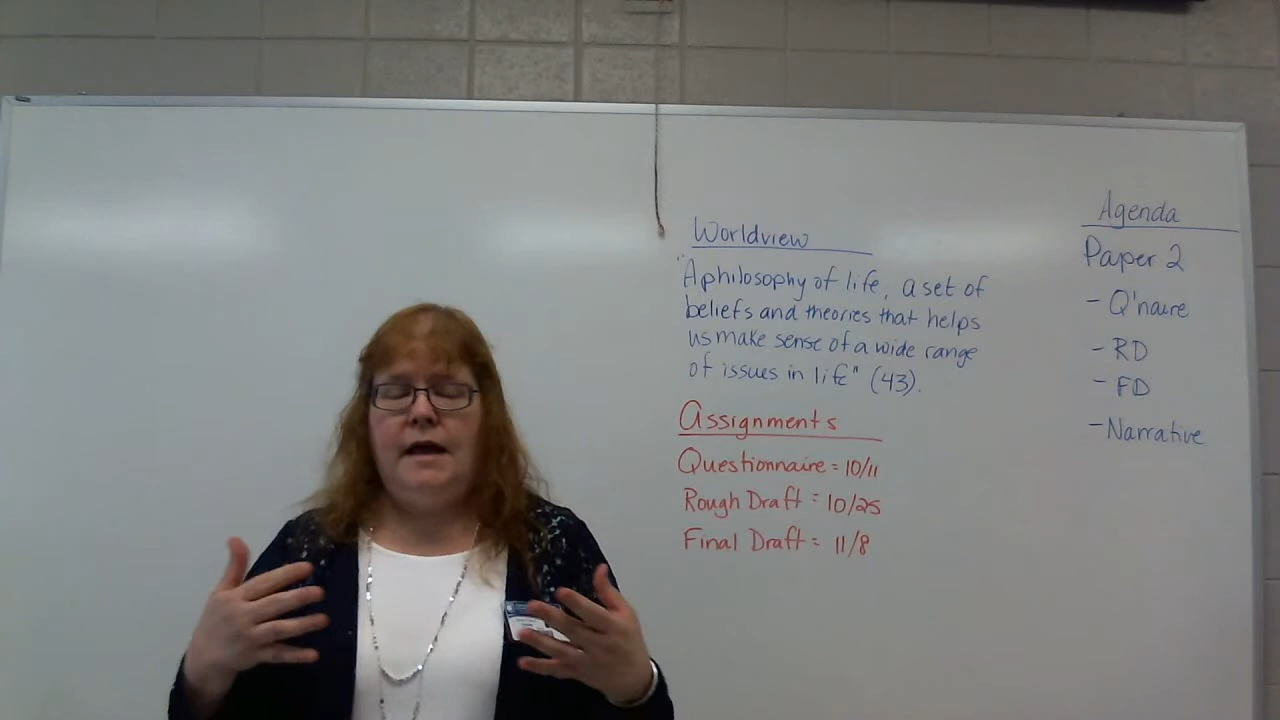 Worldview
"A philosophy of life, a set of
beliefs and theories that helps
us make sense of a wide range
of issues in life" (43).
Assignments
Questionnaire = 10/11
Rough Draft = 10/25
Final Draft = 11/8
Agenda
Paper 2
- Q'naire
- RD
- FD
- Narrative